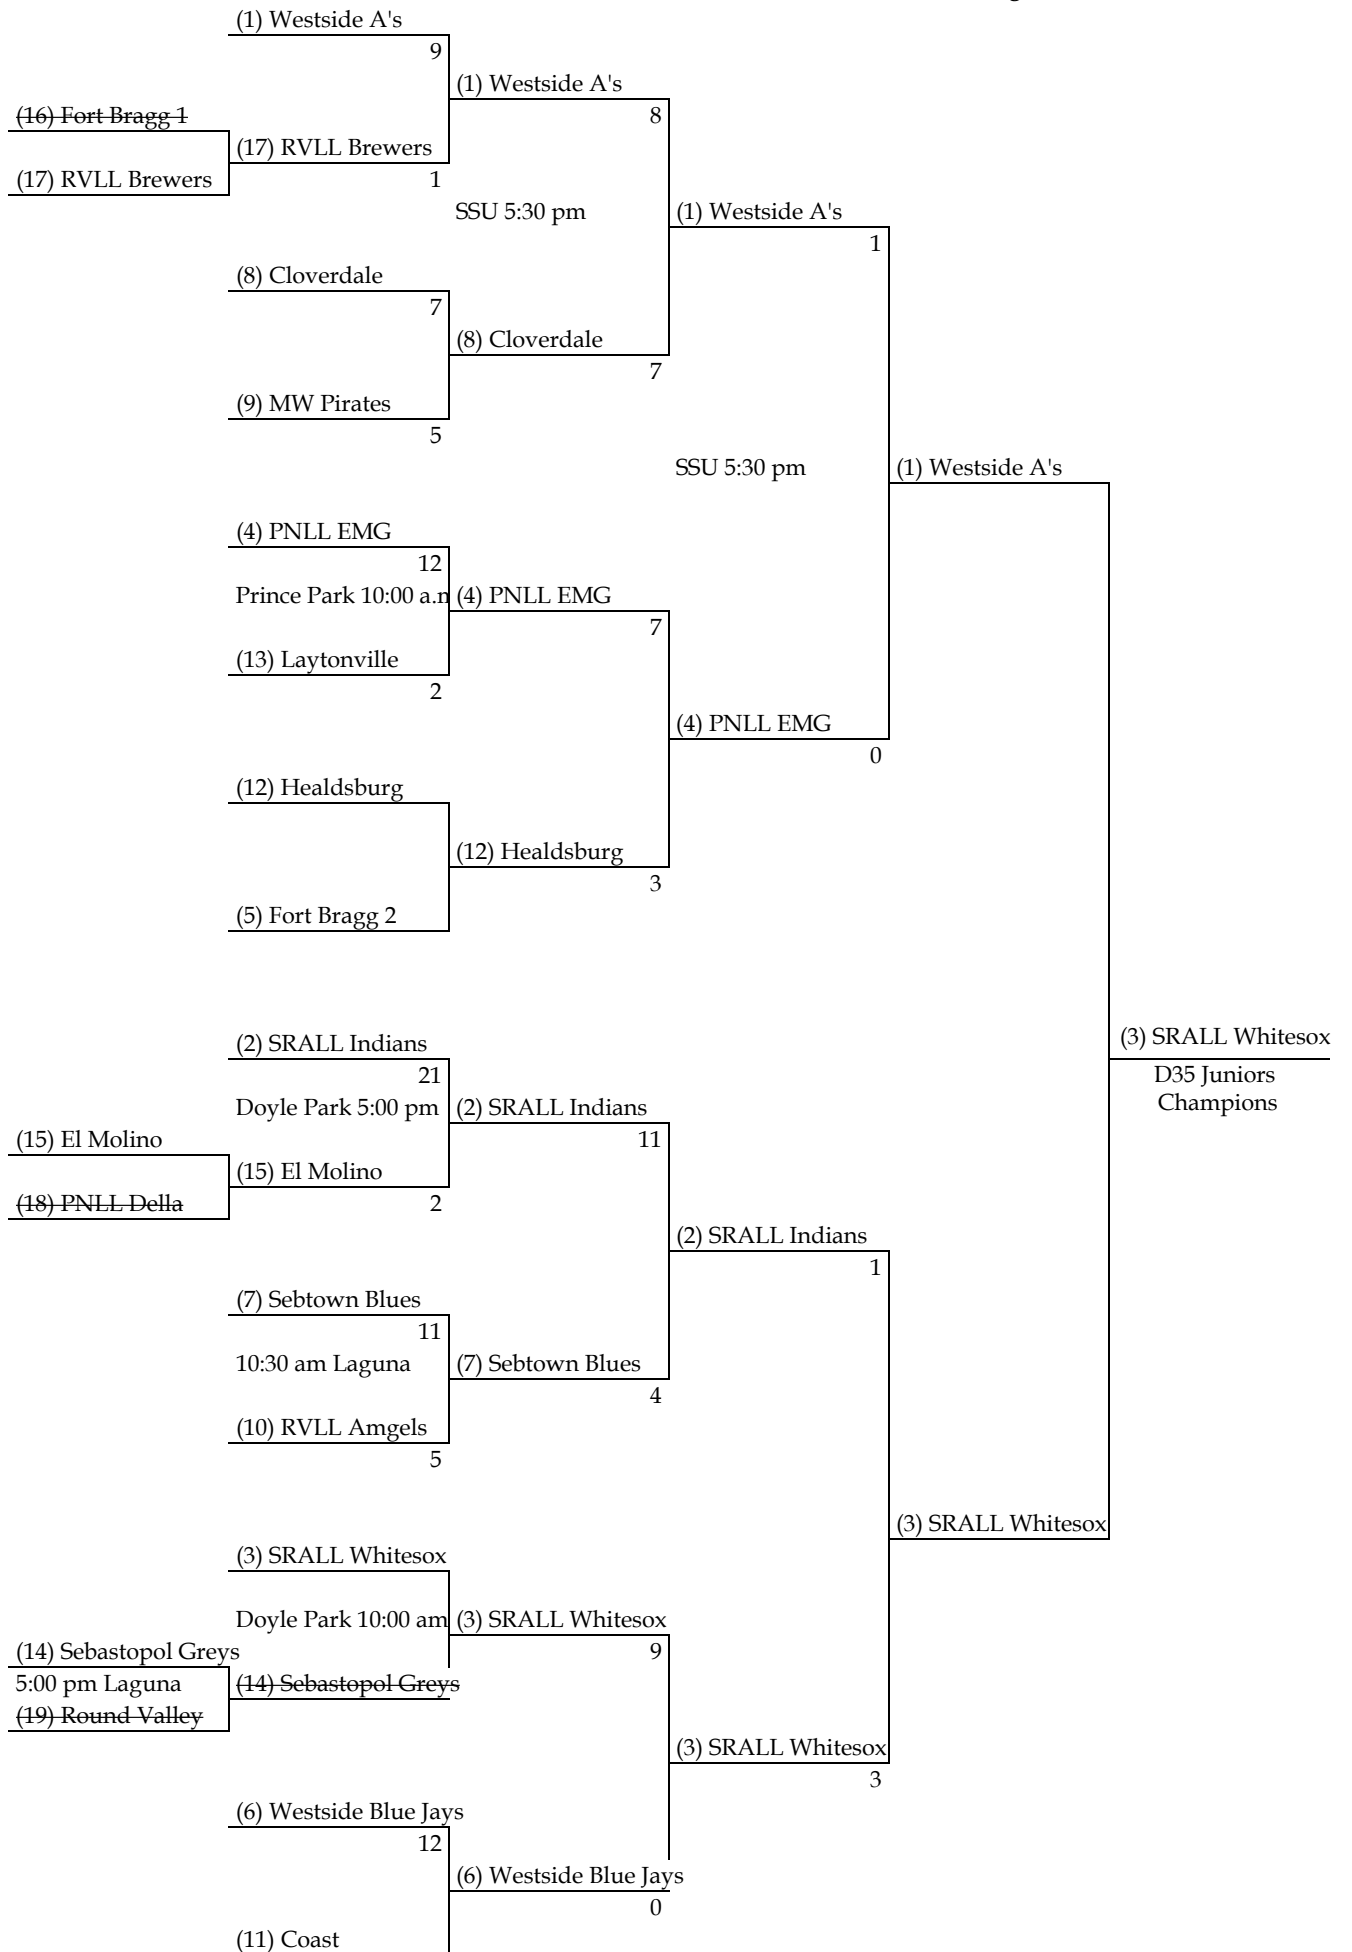 (1) Westside A's
9
(1) Westside A's
8
(16) Fort Bragg 1
(17) RVLL Brewers
(17) RVLL Brewers
1
SSU 5:30 pm
(1) Westside A's
1
(8) Cloverdale
7
(8) Cloverdale
7
(9) MW Pirates
5
SSU 5:30 pm
(1) Westside A's
(4) PNLL EMG
12
Prince Park 10:00 a.n
(4) PNLL EMG
7
(13) Laytonville
2
(4) PNLL EMG
0
(12) Healdsburg
(12) Healdsburg
3
(5) Fort Bragg 2
(3) SRALL Whitesox
D35 Juniors
Champions
(2) SRALL Indians
21
Doyle Park 5:00 pm
(2) SRALL Indians
11
(15) El Molino
(15) El Molino
(18) PNLL Della
2
(2) SRALL Indians
1
(7) Sebtown Blues
11
10:30 am Laguna
(7) Sebtown Blues
4
(10) RVLL Amgels
5
(3) SRALL Whitesox
(3) SRALL Whitesox
Doyle Park 10:00 am
(3) SRALL Whitesox
9
(14) Sebastopol Greys
5:00 pm Laguna
(14) Sebastopol Greys
(19) Round Valley
(3) SRALL Whitesox
3
(6) Westside Blue Jays
12
(6) Westside Blue Jays
0
(11) Coast